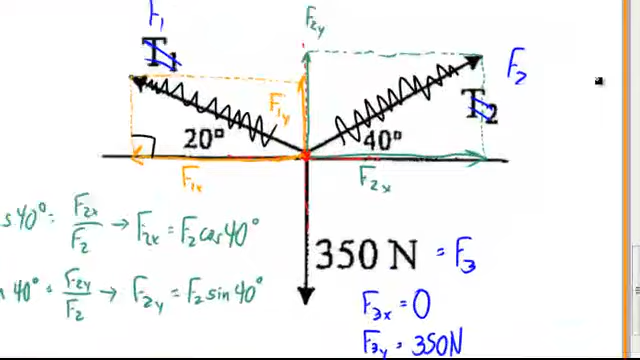 F₁
T₁
F₂y
F₂
T₂
F₁y
20°
40°
F₁x
F₂x
s 40° = F₂x / F₂ → F₂x = F₂ cos 40°
n 40° = F₂y / F₂ → F₂y = F₂ sin 40°
350 N = F₃
F₃x = 0
F₃y = 350N